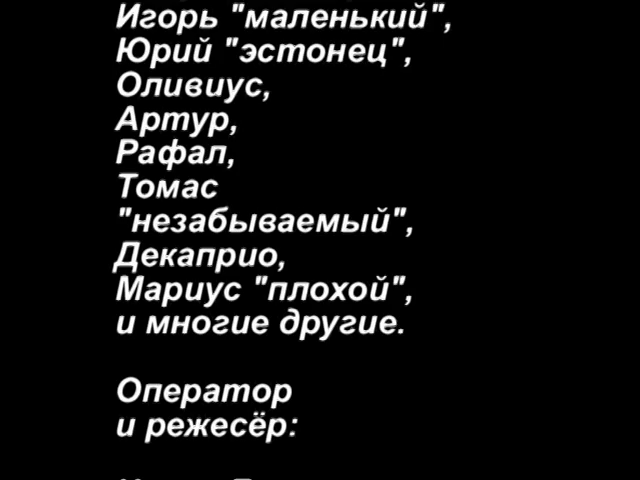 Игорь "маленький",
Юрий "эстонец",
Оливиус,
Артур,
Рафал,
Томас
"незабываемый",
Декаприо,
Мариус "плохой",
и многие другие.
Оператор
и режесёр: